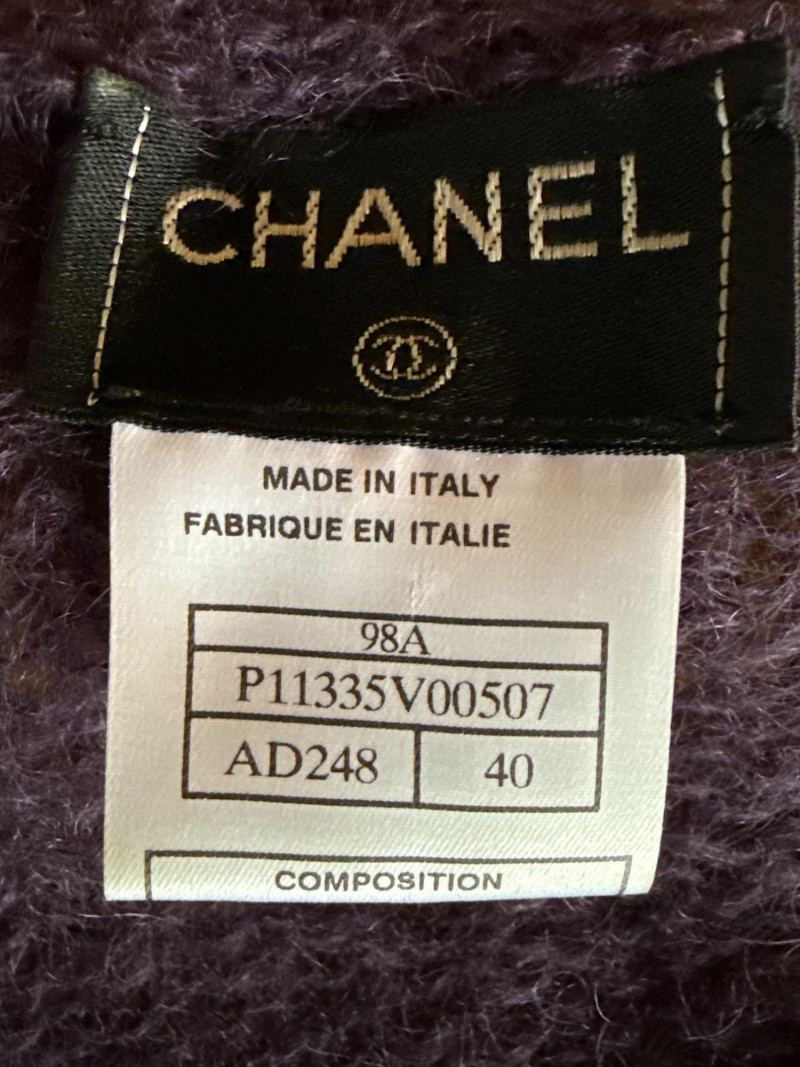 CHANEL
MADE IN ITALY
FABRIQUE EN ITALIE
98A
P11335V00507
AD248 40
COMPOSITION